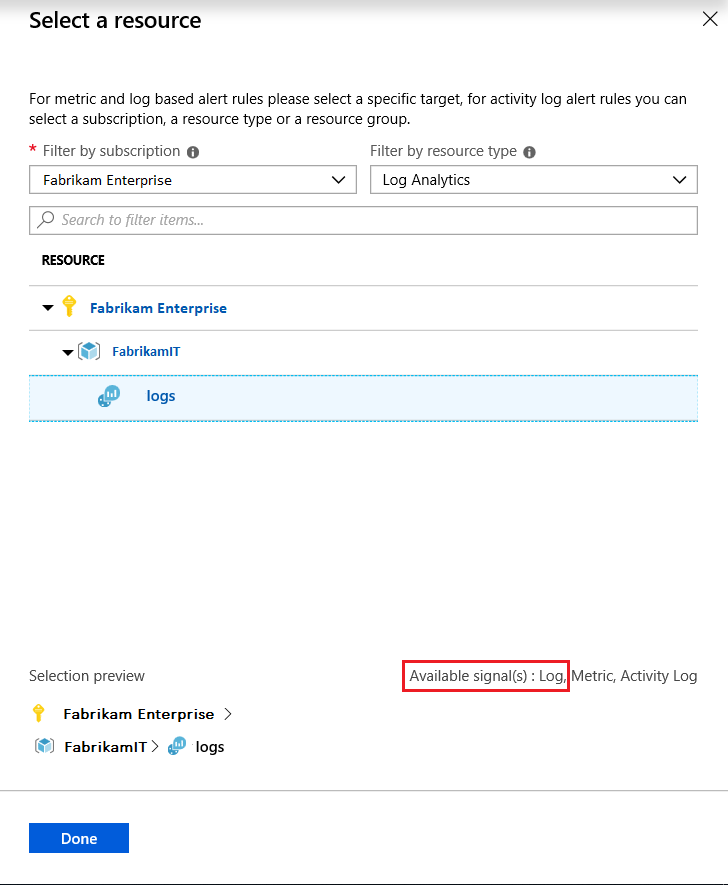 Select a resource
For metric and log based alert rules please select a specific target, for activity log alert rules you can
select a subscription, a resource type or a resource group.
* Filter by subscription
Filter by resource type
Fabrikam Enterprise
Log Analytics
Search to filter items...
RESOURCE
Fabrikam Enterprise
FabrikamIT
logs
Selection preview
Available signal(s) : Log, Metric, Activity Log
Fabrikam Enterprise >
FabrikamIT > logs
Done